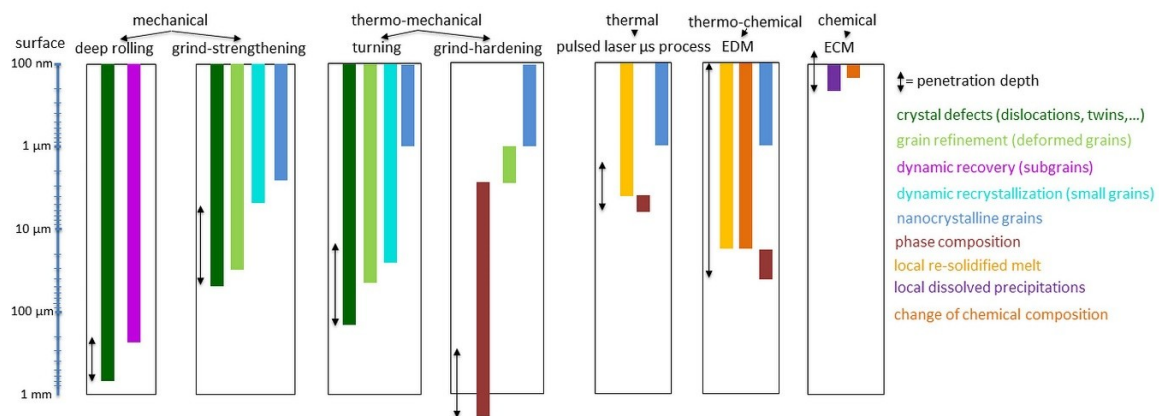 mechanical
thermo-mechanical
thermal
thermo-chemical
chemical
surface
deep rolling
grind-strengthening
turning
grind-hardening
pulsed laser µs process
EDM
ECM
100 nm
1 µm
10 µm
100 µm
1 mm
= penetration depth
crystal defects (dislocations, twins,...)
grain refinement (deformed grains)
dynamic recovery (subgrains)
dynamic recrystallization (small grains)
nanocrystalline grains
phase composition
local re-solidified melt
local dissolved precipitations
change of chemical composition